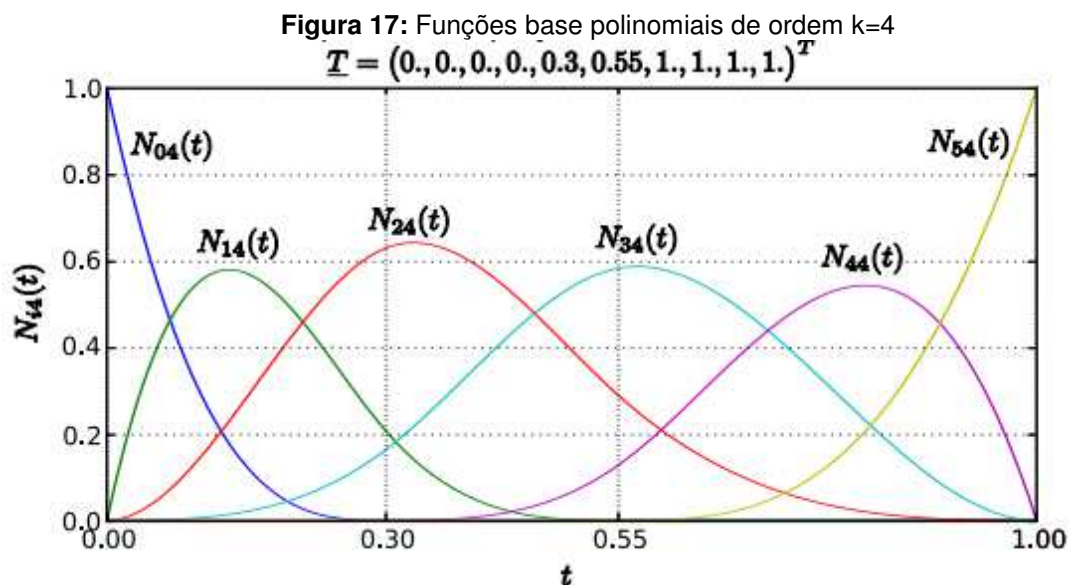 Figura 17: Funções base polinomiais de ordem k=4
T = (0., 0., 0., 0., 0.3, 0.55, 1., 1., 1., 1.)^T
1.0
N₀₄(t)
N₅₄(t)
0.8
N₁₄(t)
N₂₄(t)
N₃₄(t)
N₄₄(t)
0.6
Nᵢ₄(t)
0.4
0.2
0.0
0.00
0.30
0.55
1.00
t